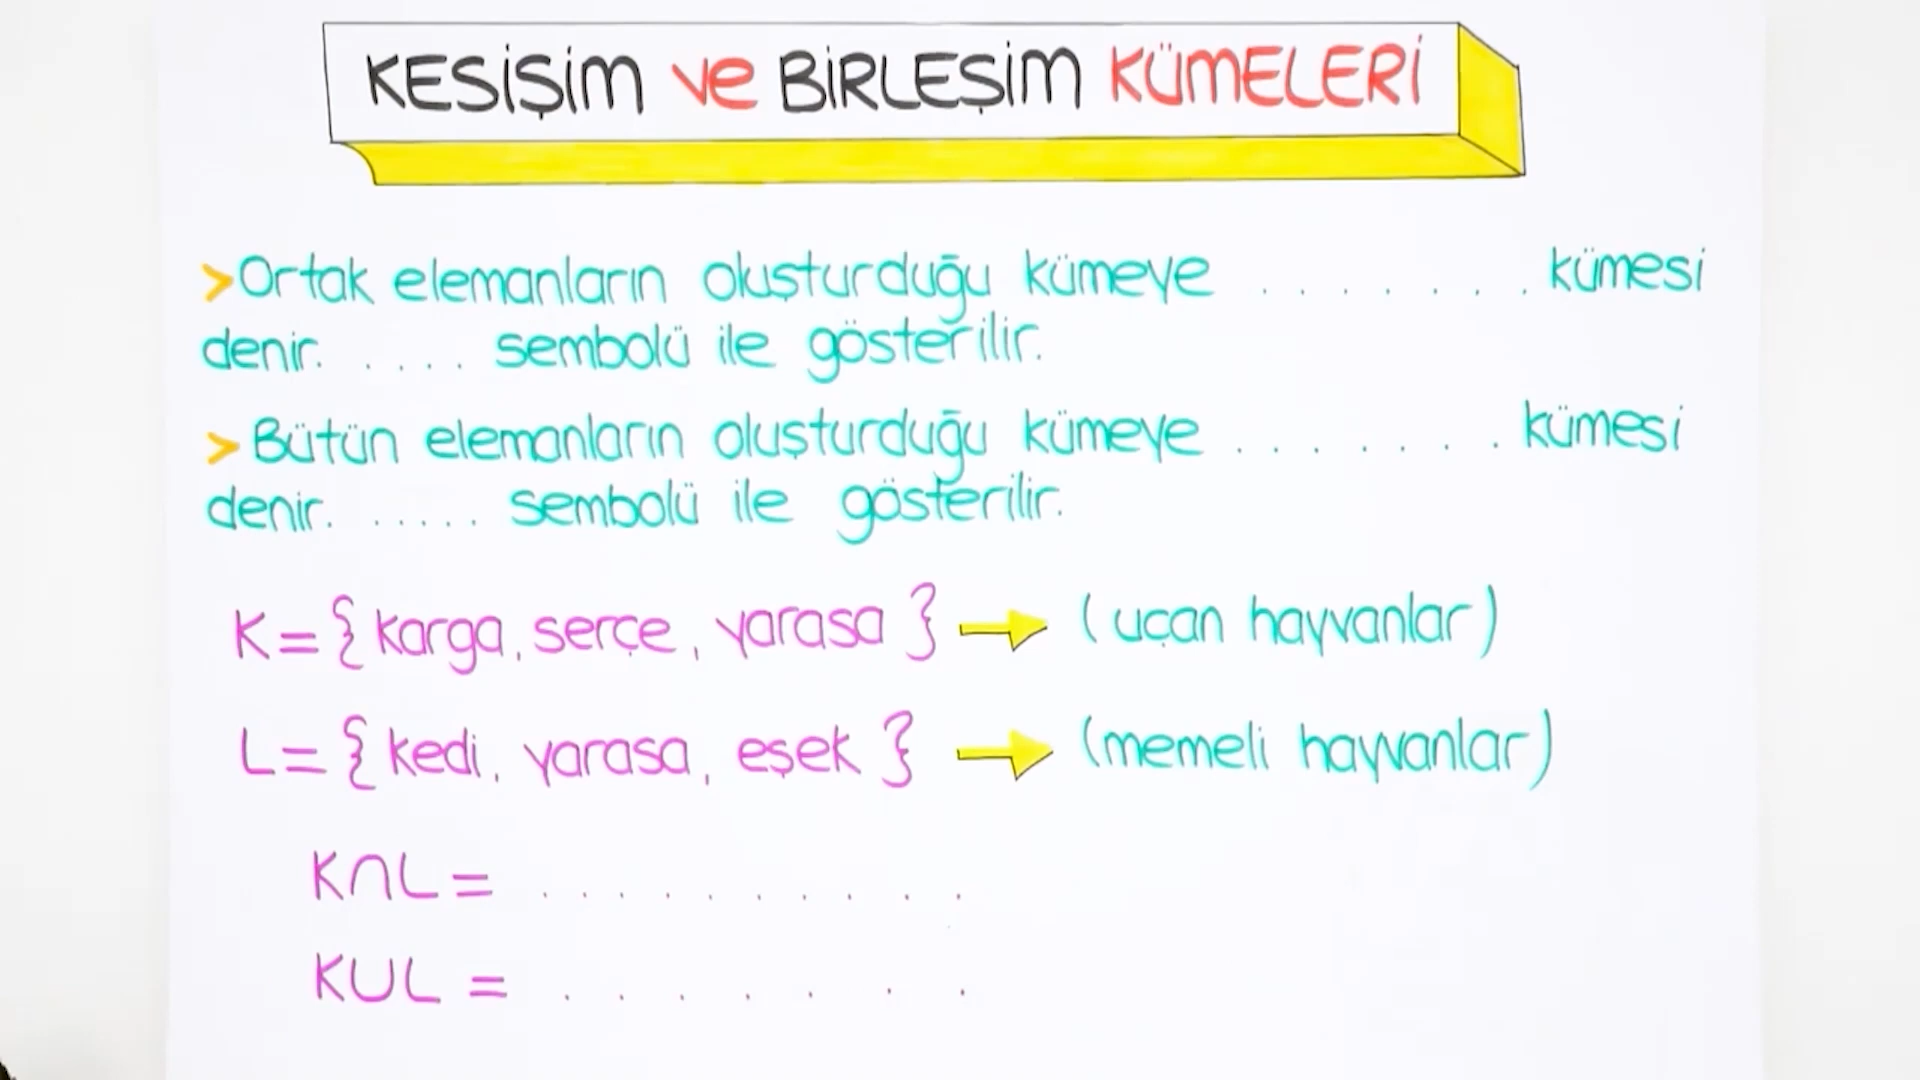 KESİŞİM ve BİRLEŞİM KÜMELERİ
>Ortak elemanların oluşturduğu kümeye . . . . . . . kümesi
denir. . . . . sembolü ile gösterilir.
>Bütün elemanların oluşturduğu kümeye . . . . . . . kümesi
denir. . . . . . sembolü ile gösterilir.
K={karga, serçe, yarasa} → (uçan hayvanlar)
L={kedi, yarasa, eşek} → (memeli hayvanlar)
K∩L= . . . . . . . . . . .
K∪L = . . . . .